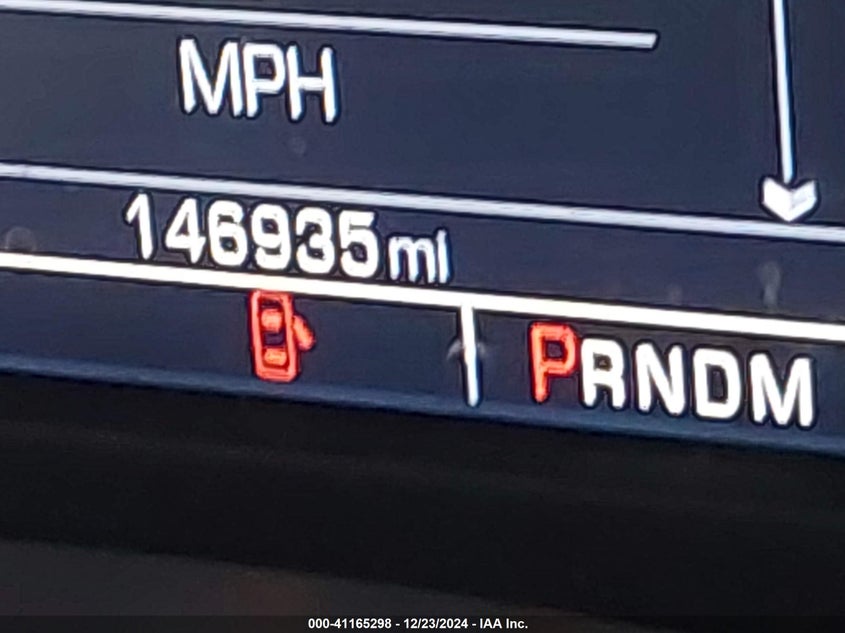 MPH
146935 mi
PRNDM
000-41165298 - 12/23/2024 - IAA Inc.